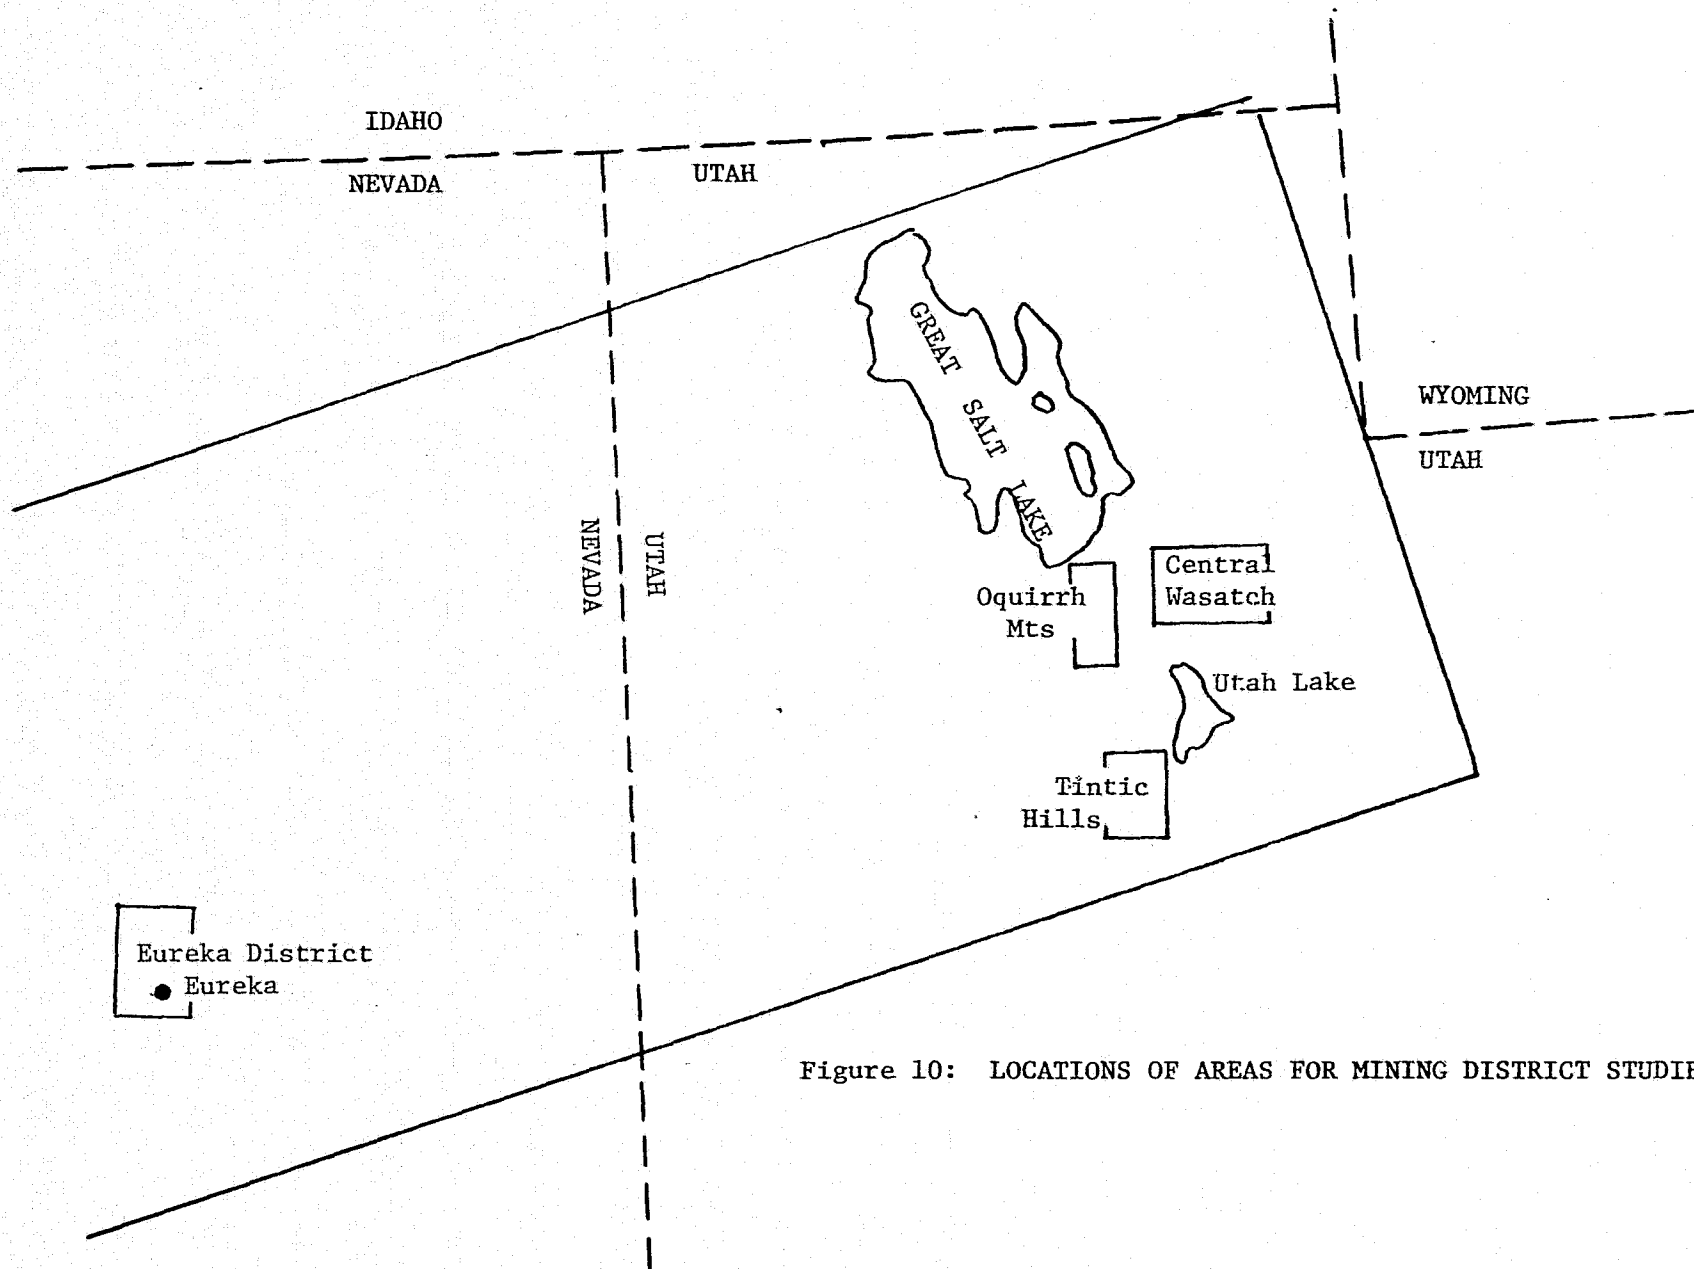 IDAHO
NEVADA
UTAH
GREAT SALT LAKE
WYOMING
UTAH
NEVADA
UTAH
Central
Wasatch
Oquirrh
Mts
Utah Lake
Tintic
Hills
Eureka District
Eureka
Figure 10: LOCATIONS OF AREAS FOR MINING DISTRICT